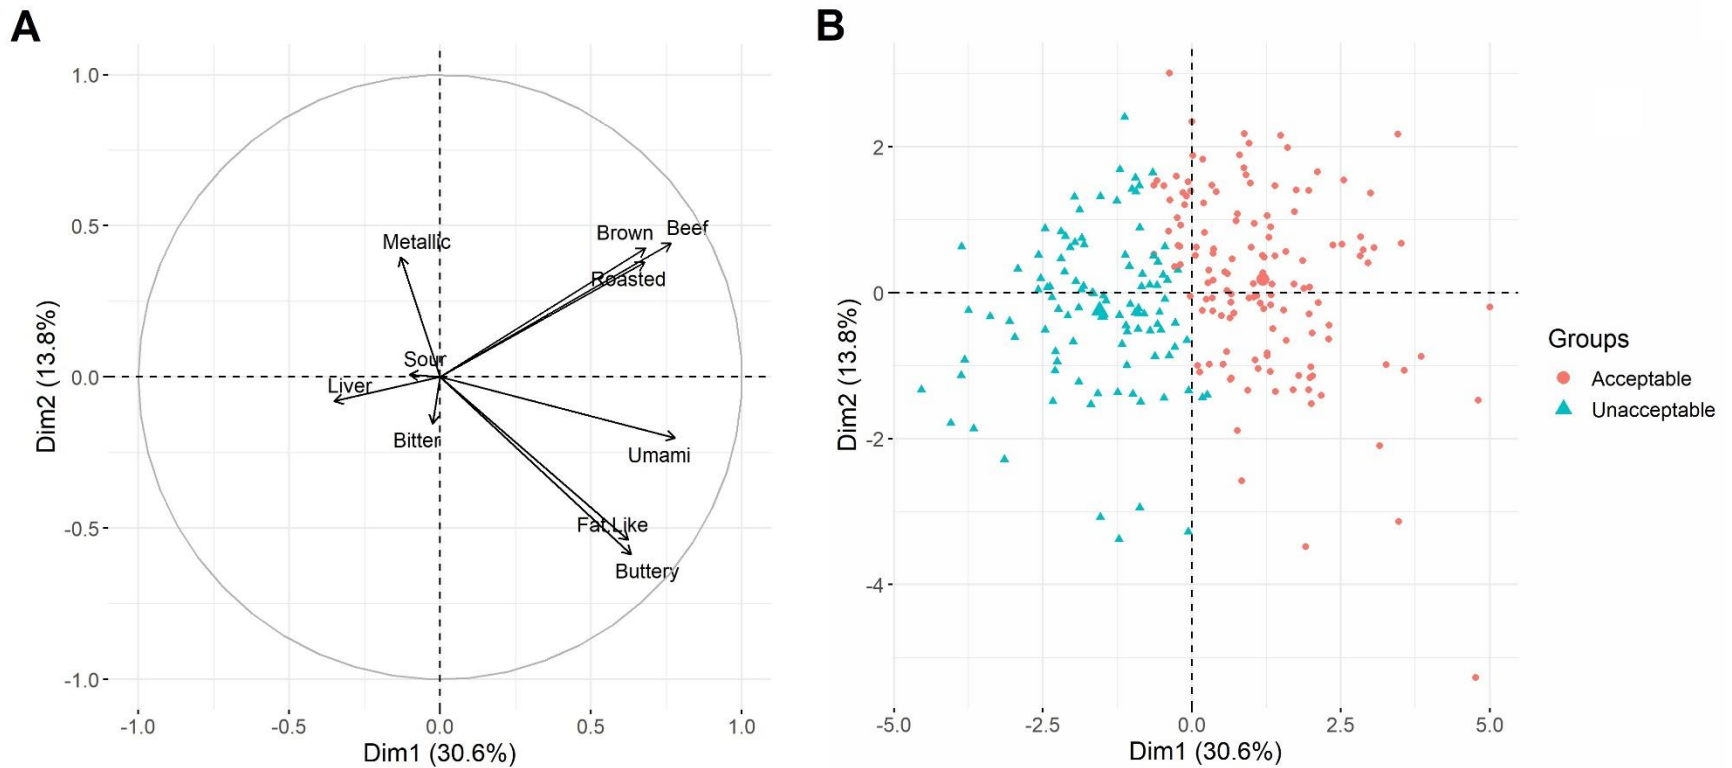 A
B
1.0
0.5
0.0
-0.5
-1.0
-1.0
-0.5
0.0
0.5
1.0
Dim1 (30.6%)
Dim2 (13.8%)
Metallic
Brown
Beef
Roasted
Sour
Liver
Bitter
Umami
Fat Like
Buttery
2
0
-2
-4
-5.0
-2.5
0.0
2.5
5.0
Dim1 (30.6%)
Dim2 (13.8%)
Groups
Acceptable
Unacceptable